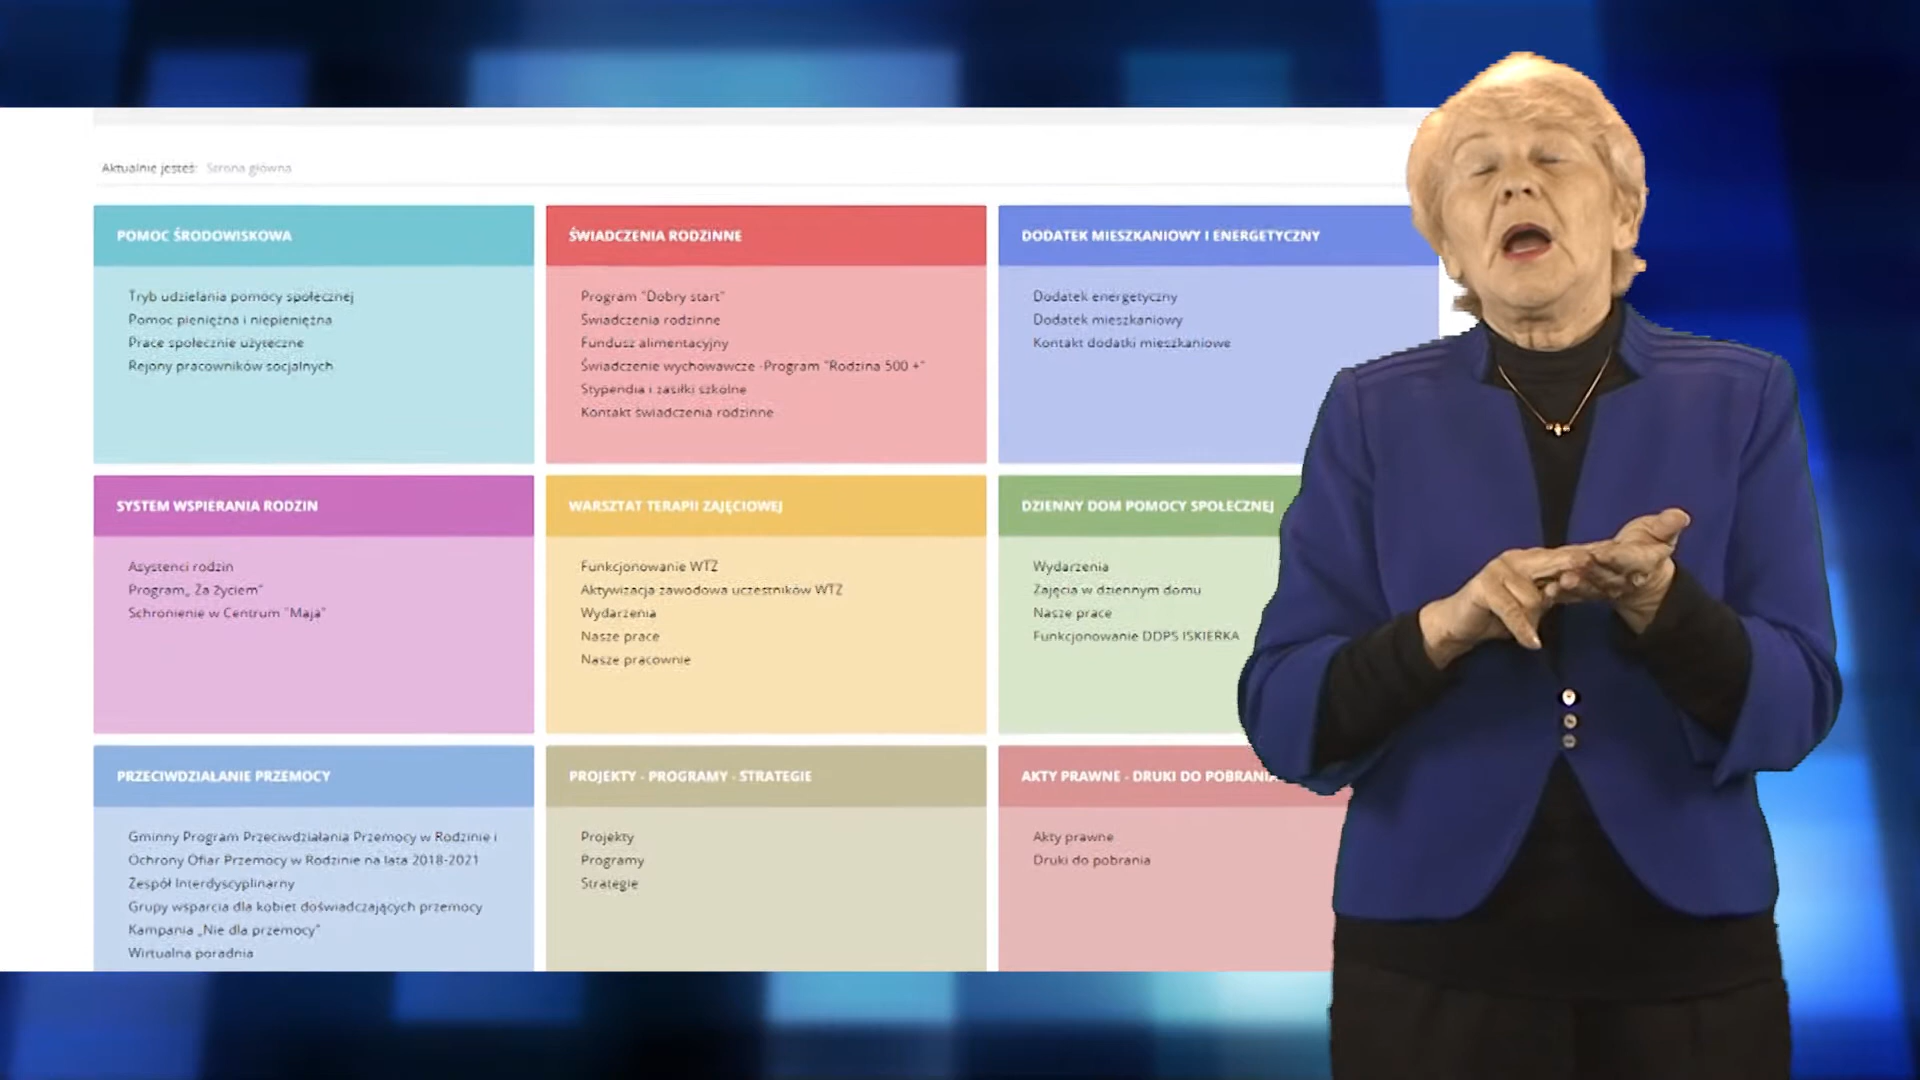 Aktualnie jesteś: Strona główna
POMOC ŚRODOWISKOWA
Tryb udzielania pomocy społecznej
Pomoc pieniężna i niepieniężna
Prace społecznie użyteczne
Rejony pracowników socjalnych
ŚWIADCZENIA RODZINNE
Program "Dobry start"
Świadczenia rodzinne
Fundusz alimentacyjny
Świadczenie wychowawcze -Program "Rodzina 500 +"
Stypendia i zasiłki szkolne
Kontakt świadczenia rodzinne
DODATEK MIESZKANIOWY I ENERGETYCZNY
Dodatek energetyczny
Dodatek mieszkaniowy
Kontakt dodatki mieszkaniowe
SYSTEM WSPIERANIA RODZIN
Asystenci rodzin
Program„ Za życiem"
Schronienie w Centrum "Maja"
WARSZTAT TERAPII ZAJĘCIOWEJ
Funkcjonowanie WTZ
Aktywizacja zawodowa uczestników WTZ
Wydarzenia
Nasze prace
Nasze pracownie
DZIENNY DOM POMOCY SPOŁECZNEJ
Wydarzenia
Zajęcia w dziennym domu
Nasze prace
Funkcjonowanie DDPS ISKIERKA
PRZECIWDZIAŁANIE PRZEMOCY
Gminny Program Przeciwdziałania Przemocy w Rodzinie i
Ochrony Ofiar Przemocy w Rodzinie na lata 2018-2021
Zespół Interdyscyplinarny
Grupy wsparcia dla kobiet doświadczających przemocy
Kampania „Nie dla przemocy"
Wirtualna poradnia
PROJEKTY - PROGRAMY - STRATEGIE
Projekty
Programy
Strategie
AKTY PRAWNE - DRUKI DO POBRANIA
Akty prawne
Druki do pobrania